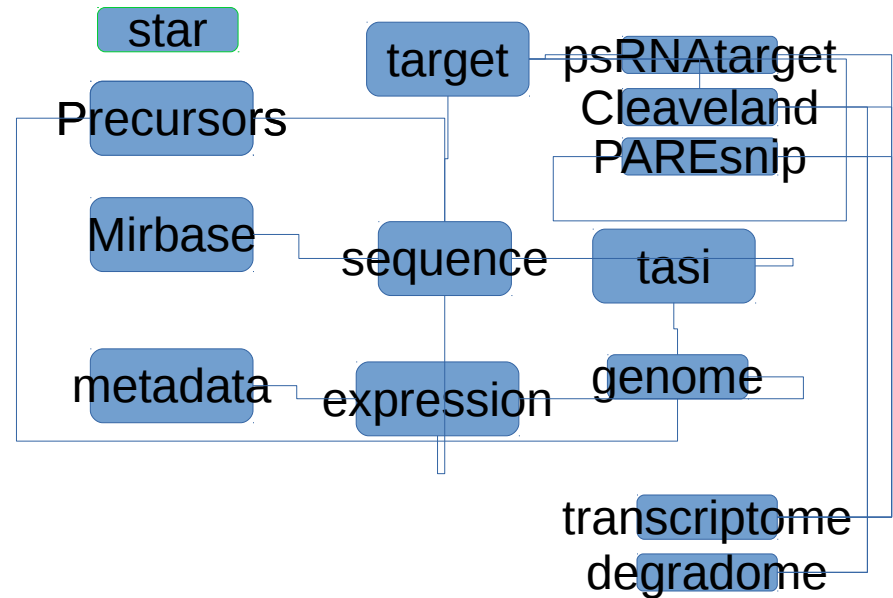 star
target
psRNAtarget
Cleaveland
PAREsnip
Precursors
Mirbase
sequence
tasi
metadata
expression
genome
transcriptome
degradome